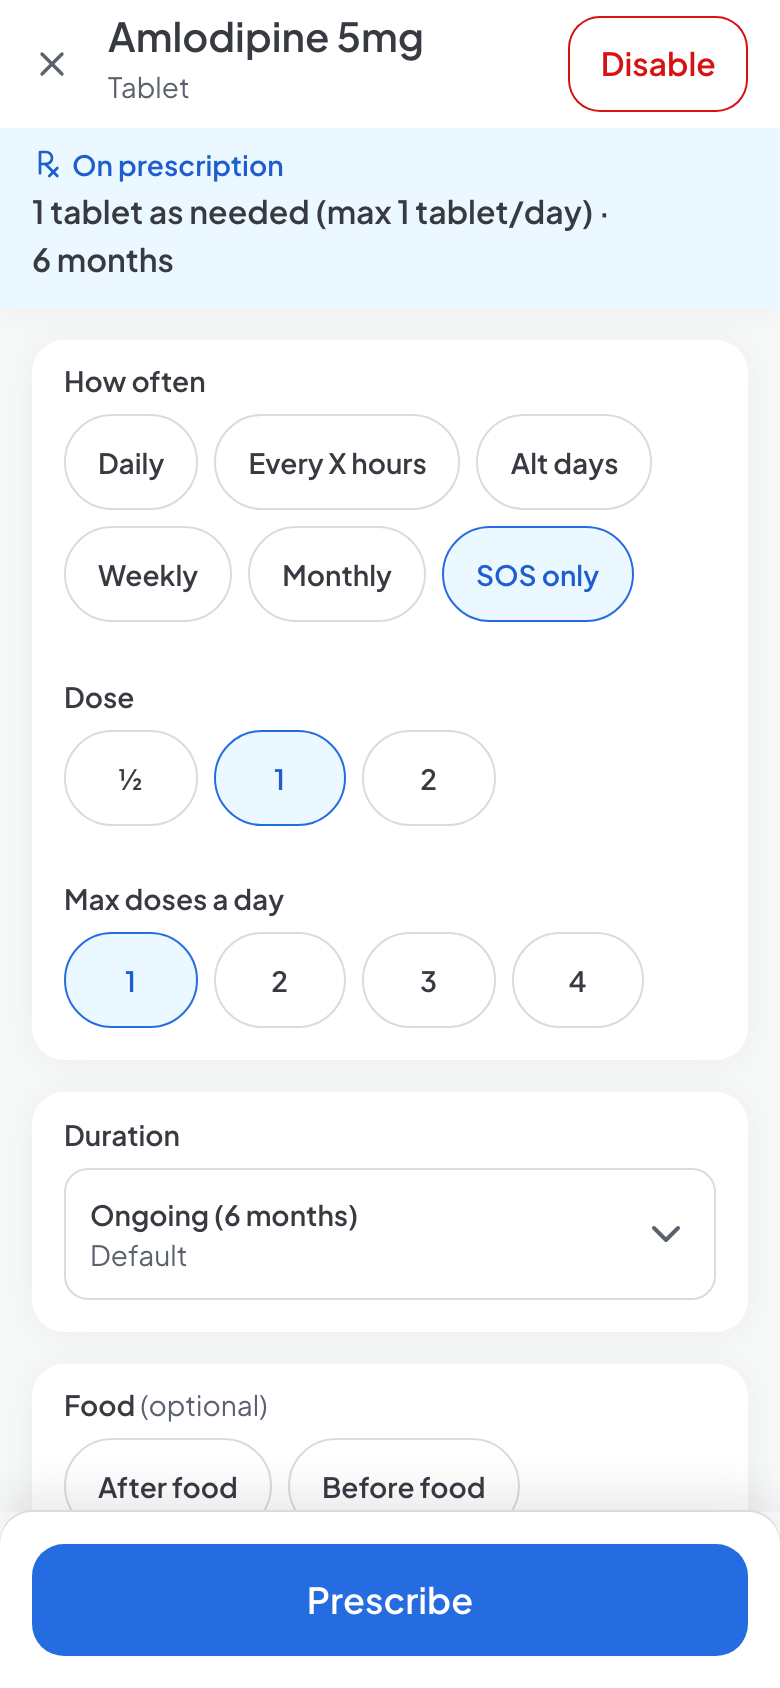 Amlodipine 5mg
Tablet
Disable
On prescription
1 tablet as needed (max 1 tablet/day) ·
6 months
How often
Daily
Every X hours
Alt days
Weekly
Monthly
SOS only
Dose
½
1
2
Max doses a day
1
2
3
4
Duration
Ongoing (6 months)
Default
Food (optional)
After food
Before food
Prescribe